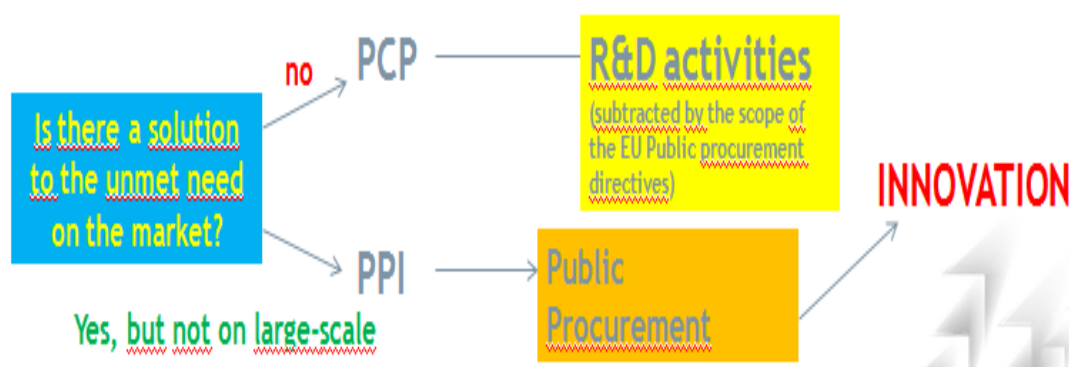 no
PCP
R&D activities
(subtracted by the scope of
the EU Public procurement
directives)
Is there a solution
to the unmet need
on the market?
INNOVATION
PPI
Public
Procurement
Yes, but not on large-scale